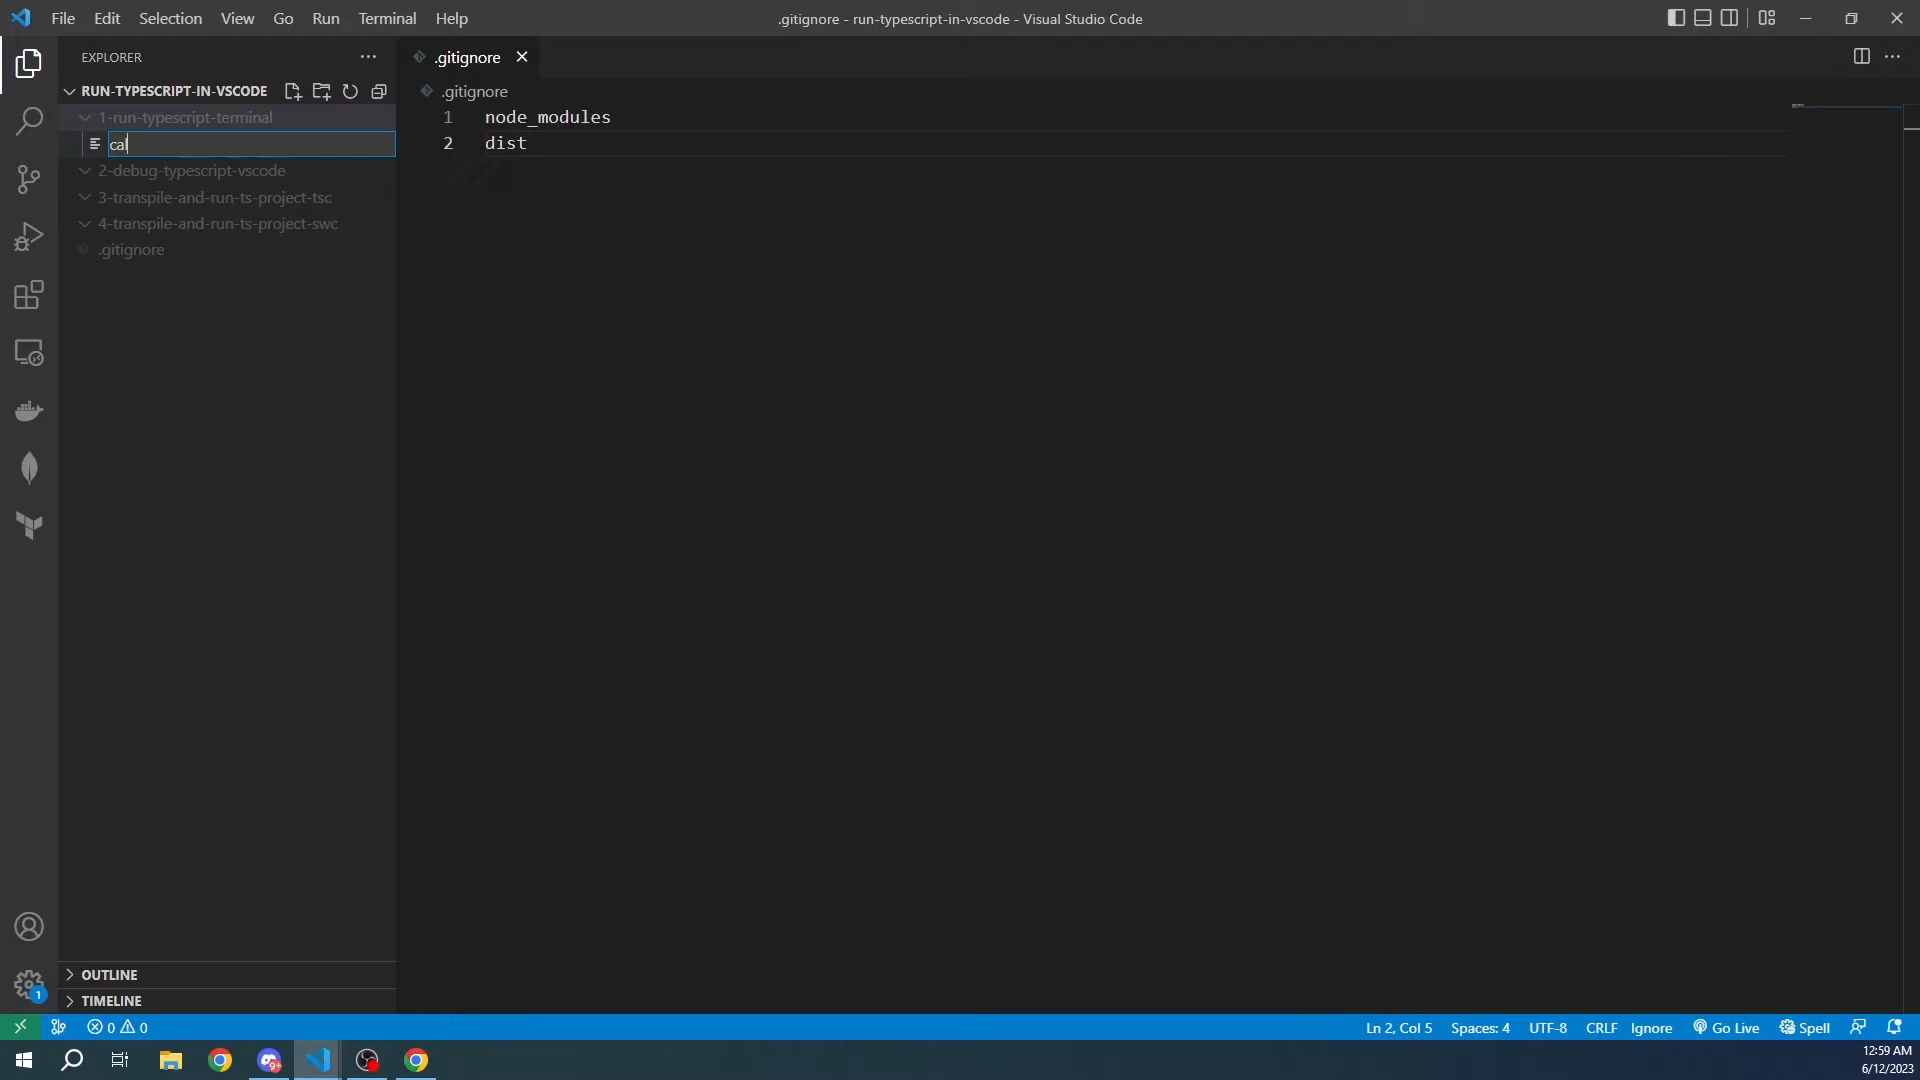 File Edit Selection View Go Run Terminal Help
.gitignore - run-typescript-in-vscode - Visual Studio Code
EXPLORER
.gitignore
RUN-TYPESCRIPT-IN-VSCODE
.gitignore
1-run-typescript-terminal
1 node_modules
cal
2 dist
2-debug-typescript-vscode
3-transpile-and-run-ts-project-tsc
4-transpile-and-run-ts-project-swc
.gitignore
1
OUTLINE
TIMELINE
0 0
Ln 2, Col 5 Spaces: 4 UTF-8 CRLF Ignore Go Live Spell
9+
12:59 AM
6/12/2023